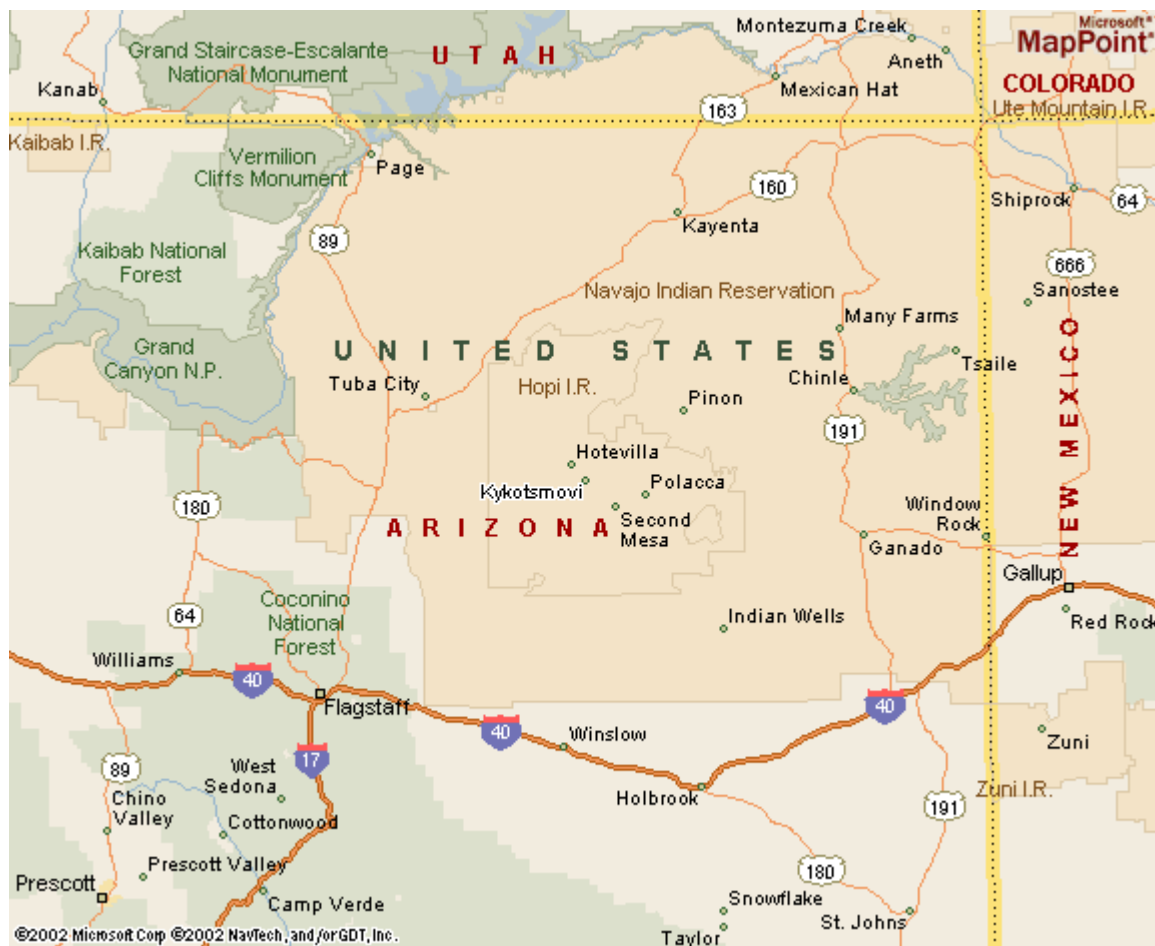 Grand Staircase-Escalante
National Monument
UTAH
Montezuma Creek
Microsoft®
MapPoint®
Aneth
COLORADO
Kanab
Mexican Hat
163
Ute Mountain I.R.
Kaibab I.R.
Vermilion
Cliffs Monument
Page
160
Shiprock
64
Kayenta
89
Kaibab National
Forest
666
Navajo Indian Reservation
Sanostee
Many Farms
Grand
Canyon N.P.
UNITED STATES
Tsaile
Tuba City
Hopi I.R.
Chinle
Pinon
191
NEW MEXICO
Hotevilla
Kykotsmovi
Polacca
180
ARIZONA
Second
Mesa
Window
Rock
Ganado
Gallup
Coconino
National
Forest
64
Indian Wells
Red Rock
Williams
40
Flagstaff
40
40
Winslow
Zuni
17
89
West
Sedona
Holbrook
Zuni I.R.
191
Chino
Valley
Cottonwood
Prescott Valley
180
Prescott
Camp Verde
Snowflake
St. Johns
Taylor
©2002 Microsoft Corp ©2002 NavTech, and/or GDT, Inc.